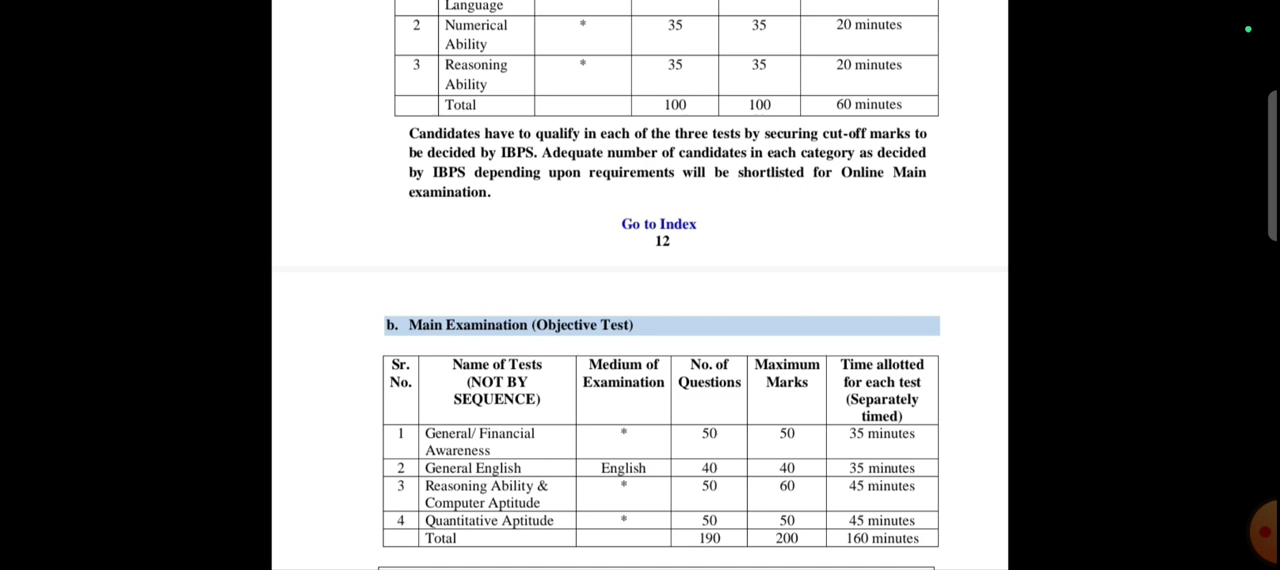 Language
2 Numerical Ability * 35 35 20 minutes
3 Reasoning Ability * 35 35 20 minutes
Total 100 100 60 minutes
Candidates have to qualify in each of the three tests by securing cut-off marks to
be decided by IBPS. Adequate number of candidates in each category as decided
by IBPS depending upon requirements will be shortlisted for Online Main
examination.
Go to Index
12
b. Main Examination (Objective Test)
Sr. No. Name of Tests (NOT BY SEQUENCE) Medium of Examination No. of Questions Maximum Marks Time allotted for each test (Separately timed)
1 General/ Financial Awareness * 50 50 35 minutes
2 General English English 40 40 35 minutes
3 Reasoning Ability & Computer Aptitude * 50 60 45 minutes
4 Quantitative Aptitude * 50 50 45 minutes
Total 190 200 160 minutes